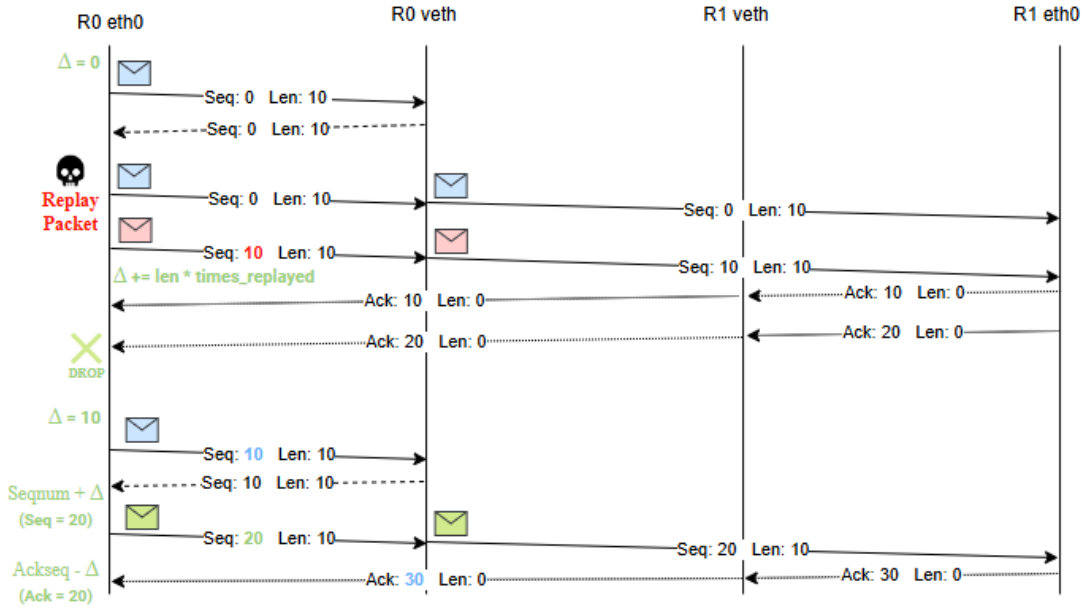 R0 eth0
R0 veth
R1 veth
R1 eth0
Δ = 0
Seq: 0 Len: 10
Seq: 0 Len: 10
Replay
Packet
Seq: 0 Len: 10
Seq: 0 Len: 10
Seq: 10 Len: 10
Seq: 10 Len: 10
Δ += len * times_replayed
Ack: 10 Len: 0
Ack: 10 Len: 0
Ack: 20 Len: 0
Ack: 20 Len: 0
DROP
Δ = 10
Seq: 10 Len: 10
Seq: 10 Len: 10
Seqnum + Δ
(Seq = 20)
Seq: 20 Len: 10
Seq: 20 Len: 10
Ackseq - Δ
(Ack = 20)
Ack: 30 Len: 0
Ack: 30 Len: 0